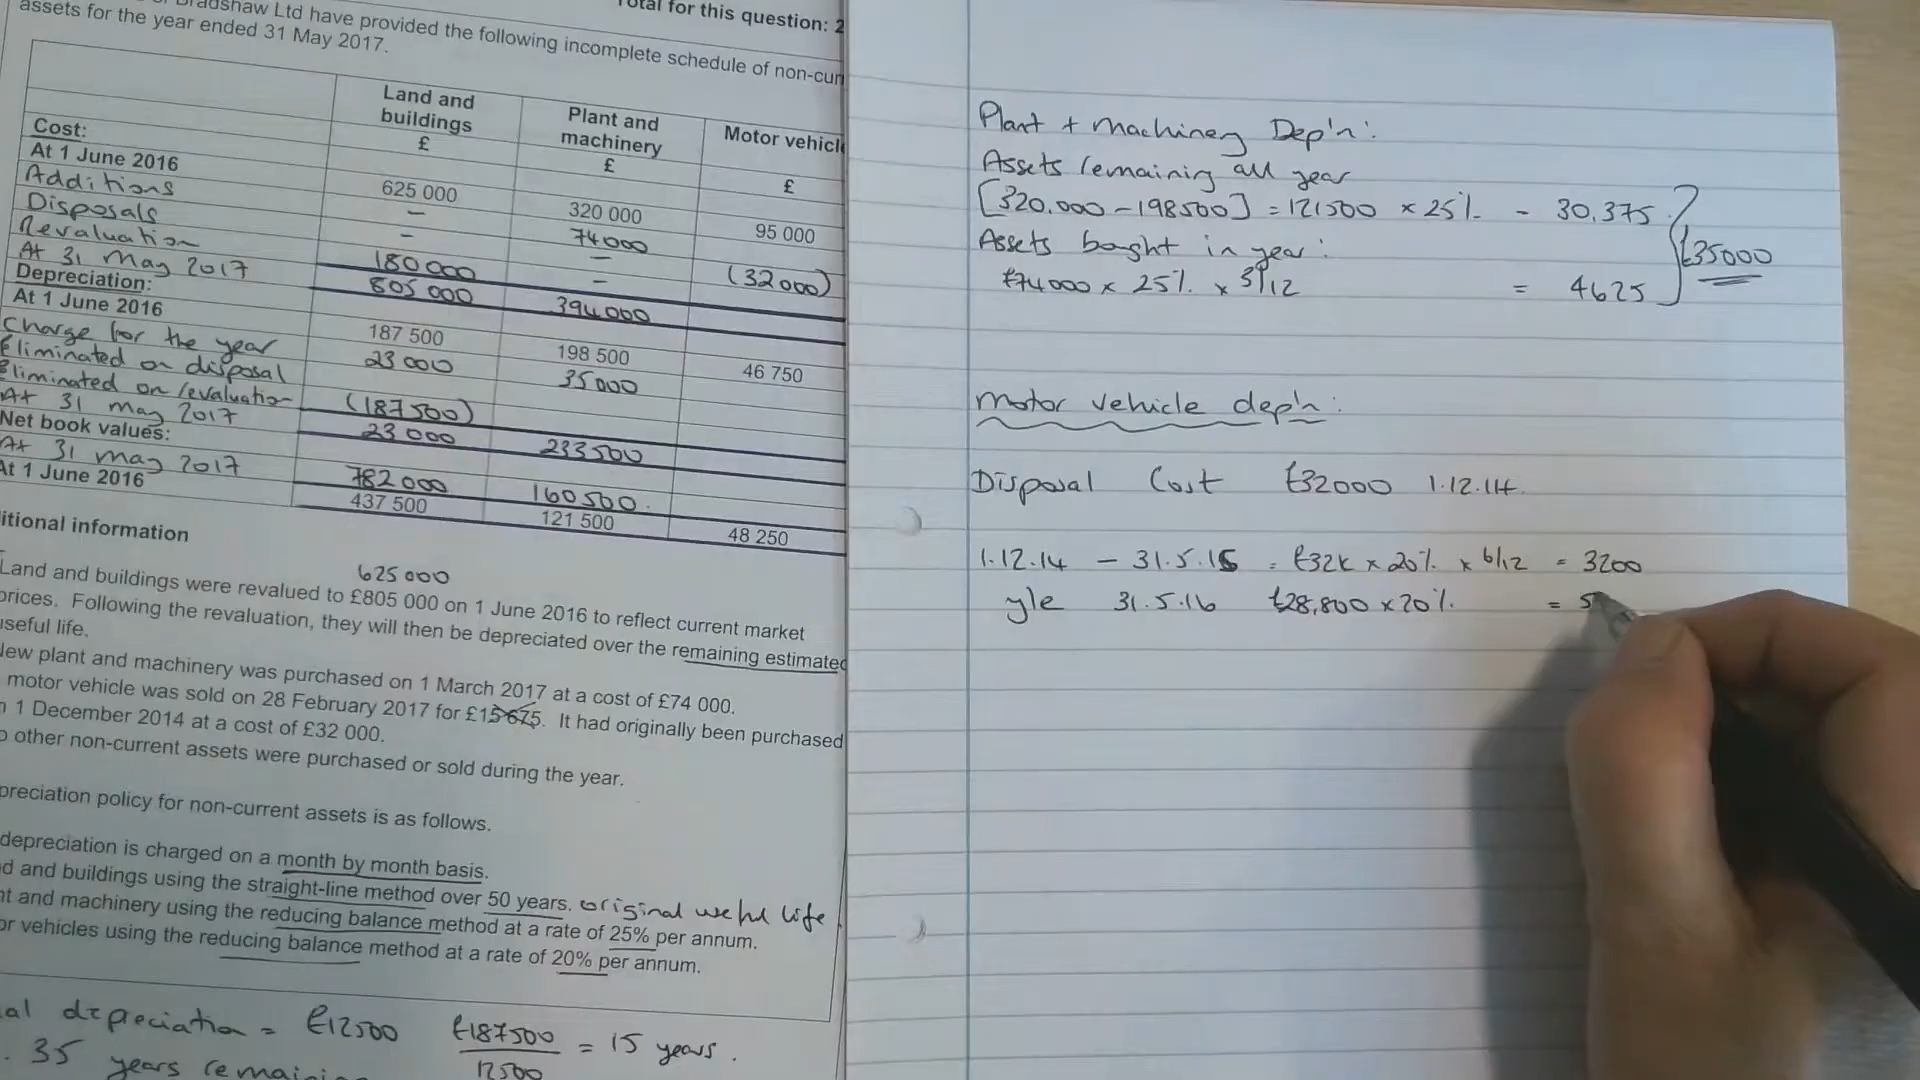 Total for this question: 2
Bradshaw Ltd have provided the following incomplete schedule of non-cur
assets for the year ended 31 May 2017.
Land and buildings
Plant and machinery
Motor vehicl
£
£
£
Cost:
At 1 June 2016 625 000 320 000 95 000
Additions – 74000
Disposals – – (32000)
Revaluation 180000 –
At 31 May 2017 805 000 394000
Depreciation:
At 1 June 2016 187 500 198 500 46 750
Charge for the year 23 000 35000
Eliminated on disposal
Eliminated on revaluation (187500)
At 31 May 2017 23 000 233500
Net book values:
At 31 May 2017 782000 160500.
At 1 June 2016 437 500 121 500 48 250
itional information
625000
Land and buildings were revalued to £805 000 on 1 June 2016 to reflect current market
prices. Following the revaluation, they will then be depreciated over the remaining estimated
useful life.
New plant and machinery was purchased on 1 March 2017 at a cost of £74 000.
motor vehicle was sold on 28 February 2017 for £15 675. It had originally been purchased
n 1 December 2014 at a cost of £32 000.
o other non-current assets were purchased or sold during the year.
preciation policy for non-current assets is as follows.
depreciation is charged on a month by month basis.
d and buildings using the straight-line method over 50 years. original useful life
nt and machinery using the reducing balance method at a rate of 25% per annum.
or vehicles using the reducing balance method at a rate of 20% per annum.
al depreciation = £12500 £187500 / 12500 = 15 years.
. 35 years remaining
Plant + Machinery Dep'n:
Assets remaining all year
[320.000 – 198500] = 121500 × 25% – 30,375
Assets bought in year:
£74000 × 25% × 3/12 = 4625
£35000
Motor vehicle dep'n:
Disposal Cost £32000 1.12.14.
1.12.14 – 31.5.15 = £32k × 20% × 6/12 = 3200
y/e 31.5.16 £28,800 × 20% = 5